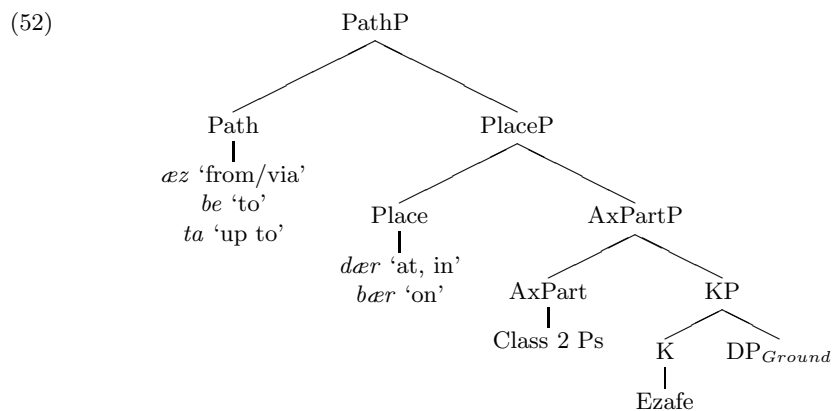 (52)
PathP
Path PlaceP
æz ‘from/via’
be ‘to’
ta ‘up to’
Place AxPartP
dær ‘at, in’
bær ‘on’
AxPart KP
Class 2 Ps
K DP_Ground
Ezafe